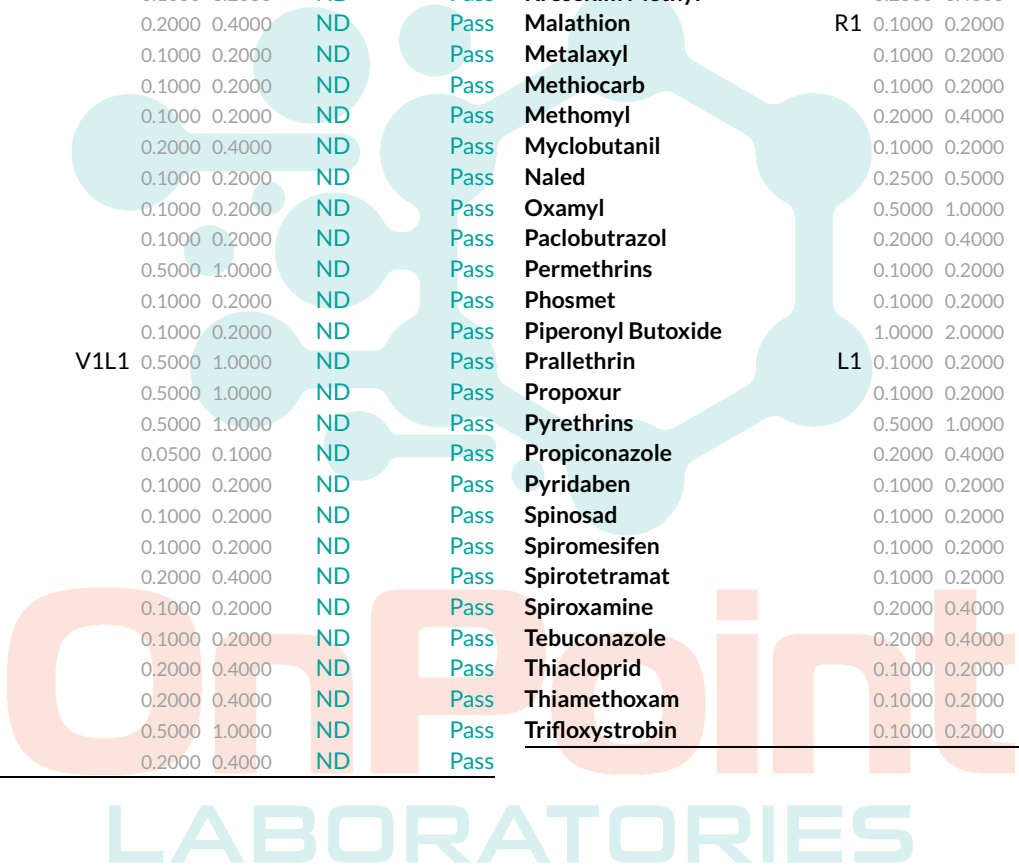 0.2000 0.4000 ND Pass Malathion R1 0.1000 0.2000
0.1000 0.2000 ND Pass Metalaxyl 0.1000 0.2000
0.1000 0.2000 ND Pass Methiocarb 0.1000 0.2000
0.1000 0.2000 ND Pass Methomyl 0.2000 0.4000
0.2000 0.4000 ND Pass Myclobutanil 0.1000 0.2000
0.1000 0.2000 ND Pass Naled 0.2500 0.5000
0.1000 0.2000 ND Pass Oxamyl 0.5000 1.0000
0.1000 0.2000 ND Pass Paclobutrazol 0.2000 0.4000
0.5000 1.0000 ND Pass Permethrins 0.1000 0.2000
0.1000 0.2000 ND Pass Phosmet 0.1000 0.2000
0.1000 0.2000 ND Pass Piperonyl Butoxide 1.0000 2.0000
V1L1 0.5000 1.0000 ND Pass Prallethrin L1 0.1000 0.2000
0.5000 1.0000 ND Pass Propoxur 0.1000 0.2000
0.5000 1.0000 ND Pass Pyrethrins 0.5000 1.0000
0.0500 0.1000 ND Pass Propiconazole 0.2000 0.4000
0.1000 0.2000 ND Pass Pyridaben 0.1000 0.2000
0.1000 0.2000 ND Pass Spinosad 0.1000 0.2000
0.1000 0.2000 ND Pass Spiromesifen 0.1000 0.2000
0.2000 0.4000 ND Pass Spirotetramat 0.1000 0.2000
0.1000 0.2000 ND Pass Spiroxamine 0.2000 0.4000
0.1000 0.2000 ND Pass Tebuconazole 0.2000 0.4000
0.2000 0.4000 ND Pass Thiacloprid 0.1000 0.2000
0.2000 0.4000 ND Pass Thiamethoxam 0.1000 0.2000
0.5000 1.0000 ND Pass Trifloxystrobin 0.1000 0.2000
0.2000 0.4000 ND Pass
OnPoint
LABORATORIES